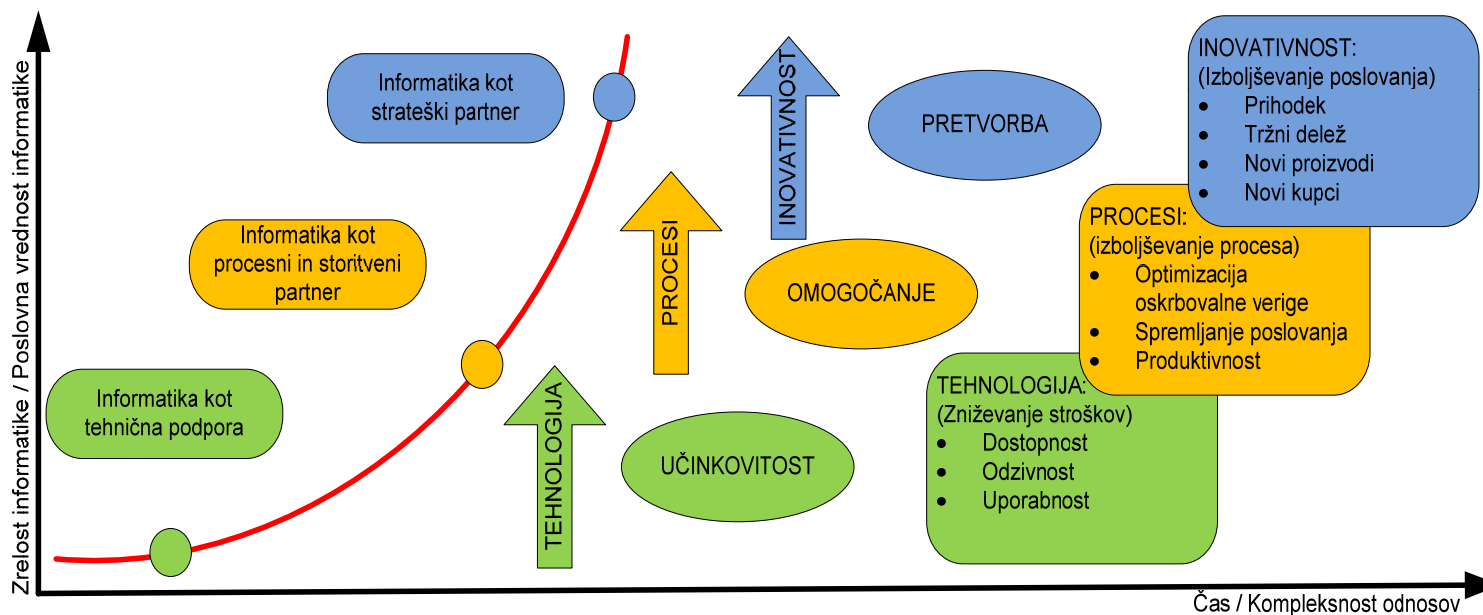 Zrelost informatike / Poslovna vrednost informatike
Informatika kot
strateški partner
Informatika kot
procesni in storitveni
partner
Informatika kot
tehnična podpora
INOVATIVNOST
PROCESI
TEHNOLOGIJA
PRETVORBA
OMOGOČANJE
UČINKOVITOST
INOVATIVNOST:
(Izboljševanje poslovanja)
• Prihodek
• Tržni delež
• Novi proizvodi
• Novi kupci
PROCESI:
(izboljševanje procesa)
• Optimizacija
oskrbovalne verige
• Spremljanje poslovanja
• Produktivnost
TEHNOLOGIJA:
(Zniževanje stroškov)
• Dostopnost
• Odzivnost
• Uporabnost
Čas / Kompleksnost odnosov